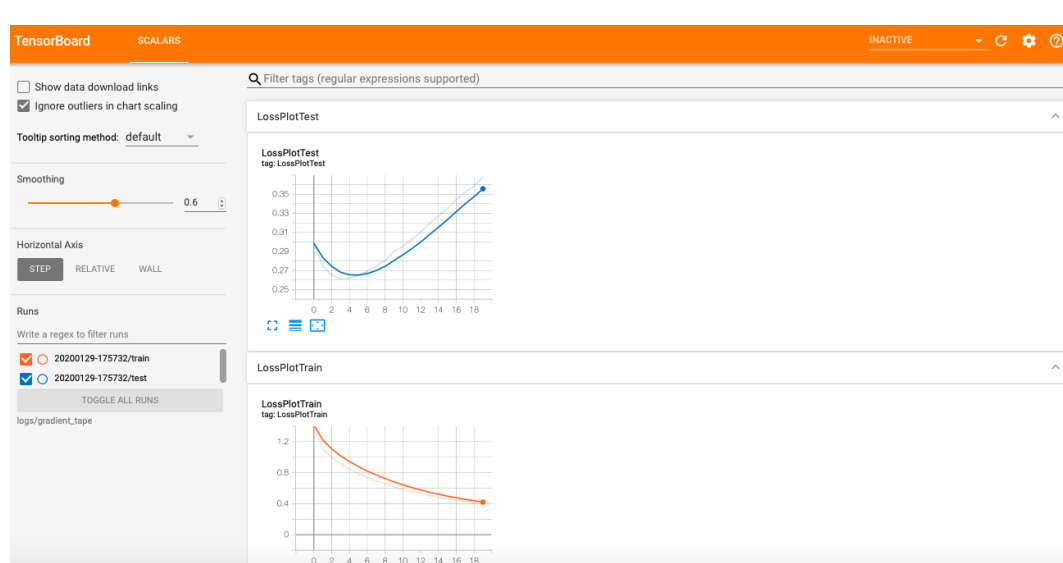 TensorBoard SCALARS INACTIVE
Show data download links
Ignore outliers in chart scaling
Tooltip sorting method: default
Smoothing
0.6
Horizontal Axis
STEP RELATIVE WALL
Runs
Write a regex to filter runs
20200129-175732/train
20200129-175732/test
TOGGLE ALL RUNS
logs/gradient_tape
Filter tags (regular expressions supported)
LossPlotTest
LossPlotTest
tag: LossPlotTest
0.35
0.33
0.31
0.29
0.27
0.25
0 2 4 6 8 10 12 14 16 18
LossPlotTrain
LossPlotTrain
tag: LossPlotTrain
1.2
0.8
0.4
0
0 2 4 6 8 10 12 14 16 18